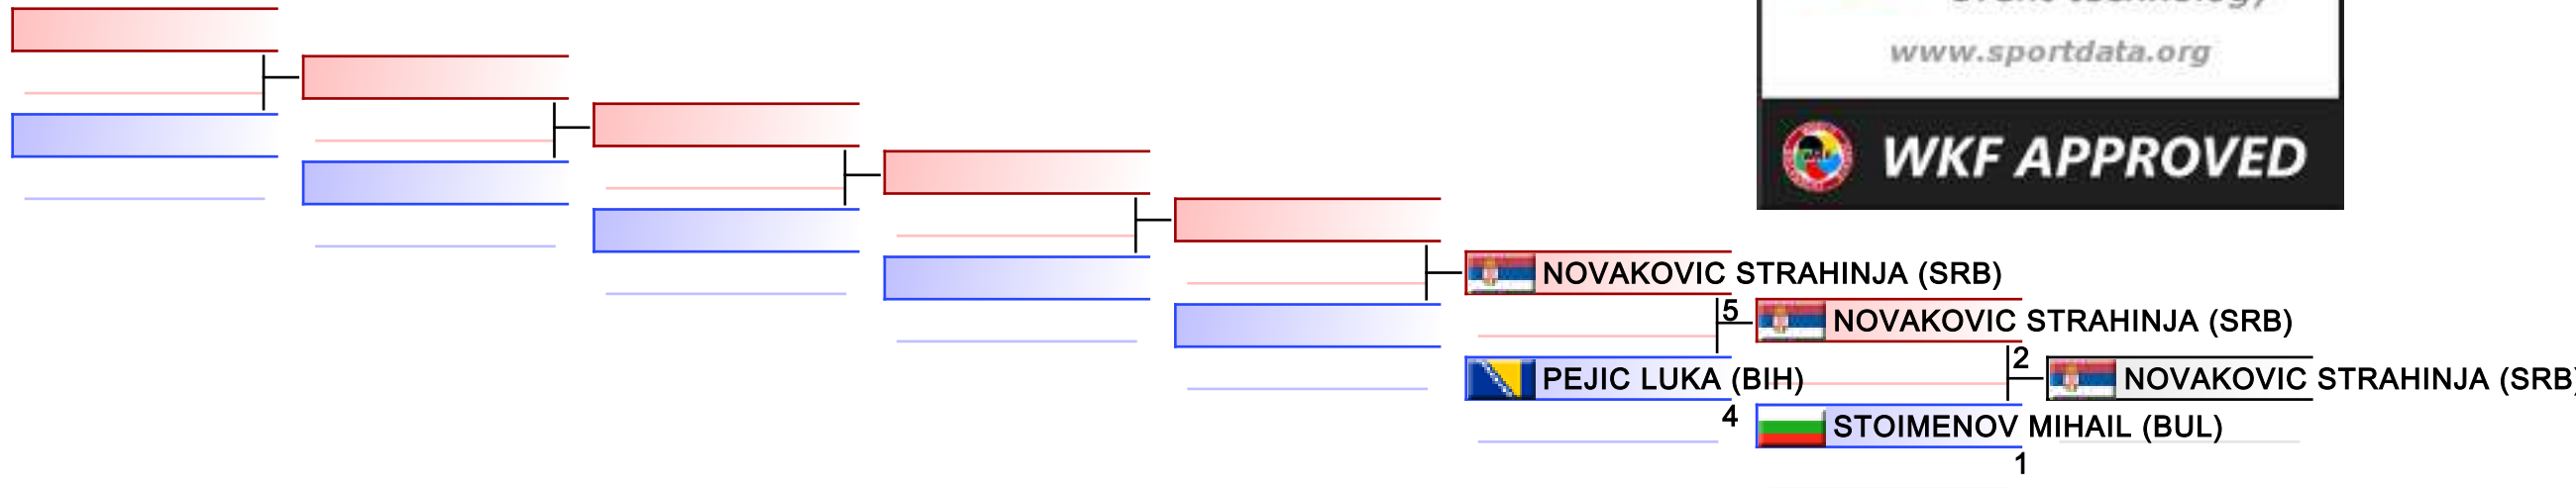 www.sportdata.org
WKF APPROVED
NOVAKOVIC STRAHINJA (SRB)
5
NOVAKOVIC STRAHINJA (SRB)
2
PEJIC LUKA (BIH)
NOVAKOVIC STRAHINJA (SRB)
4
STOIMENOV MIHAIL (BUL)
1